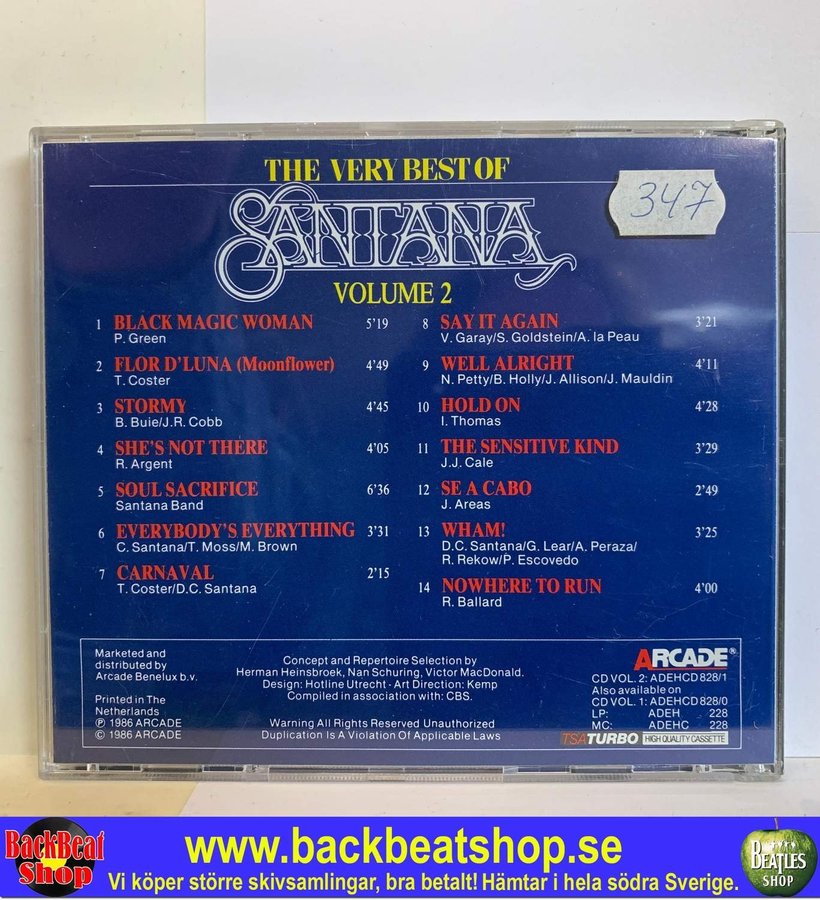 THE VERY BEST OF
347
SANTANA
VOLUME 2
1 BLACK MAGIC WOMAN 5'19
P. Green
2 FLOR D'LUNA (Moonflower) 4'49
T. Coster
3 STORMY 4'45
B. Buie/J.R. Cobb
4 SHE'S NOT THERE 4'05
R. Argent
5 SOUL SACRIFICE 6'36
Santana Band
6 EVERYBODY'S EVERYTHING 3'31
C. Santana/T. Moss/M. Brown
7 CARNAVAL 2'15
T. Coster/D.C. Santana
8 SAY IT AGAIN 3'21
V. Garay/S. Goldstein/A. la Peau
9 WELL ALRIGHT 4'11
N. Petty/B. Holly/J. Allison/J. Mauldin
10 HOLD ON 4'28
I. Thomas
11 THE SENSITIVE KIND 3'29
J.J. Cale
12 SE A CABO 2'49
J. Areas
13 WHAM! 3'25
D.C. Santana/G. Lear/A. Peraza/
R. Rekow/P. Escovedo
14 NOWHERE TO RUN 4'00
R. Ballard
Marketed and
distributed by
Arcade Benelux b.v.
Printed in The
Netherlands
℗ 1986 ARCADE
© 1986 ARCADE
Concept and Repertoire Selection by
Herman Heinsbroek, Nan Schuring, Victor MacDonald.
Design: Hotline Utrecht - Art Direction: Kemp
Compiled in association with: CBS.
Warning All Rights Reserved Unauthorized
Duplication Is A Violation Of Applicable Laws
ARCADE®
CD VOL. 2: ADEHCD 828/1
Also available on
CD VOL. 1: ADEHCD 828/0
LP: ADEH 228
MC: ADEHC 228
TSA TURBO HIGH QUALITY CASSETTE
BackBeat
Shop
www.backbeatshop.se
Vi köper större skivsamlingar, bra betalt! Hämtar i hela södra Sverige.
BEATLES
SHOP